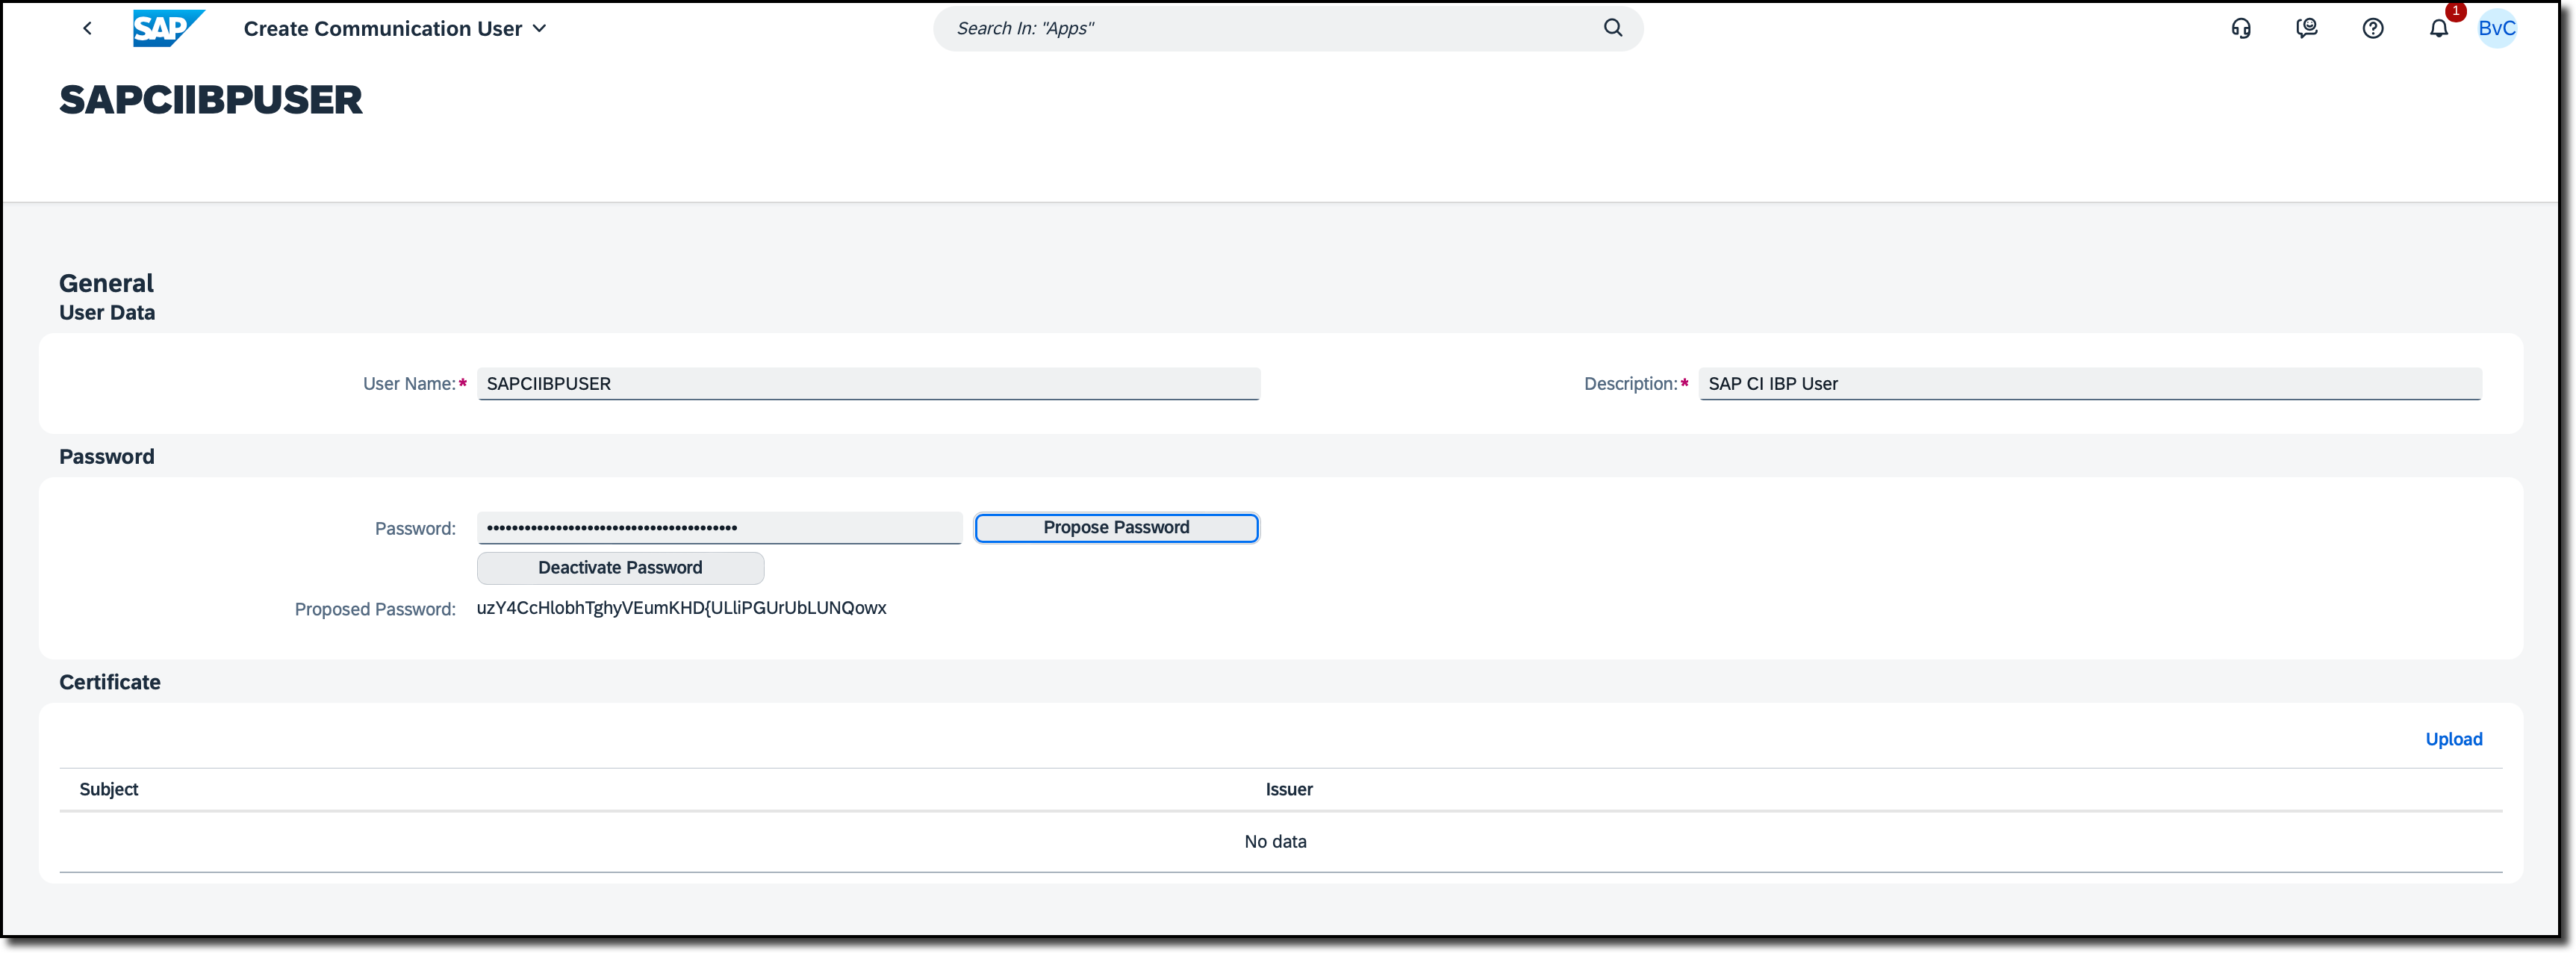 SAP Create Communication User Search In: "Apps" 1 BvC
SAPCIIBPUSER
General
User Data
User Name:* SAPCIIBPUSER Description:* SAP CI IBP User
Password
Password: •••••••••••••••••••••••••••••••••••••••• Propose Password
Deactivate Password
Proposed Password: uzY4CcHlobhTghyVEumKHD{ULliPGUrUbLUNQowx
Certificate
Upload
Subject Issuer
No data